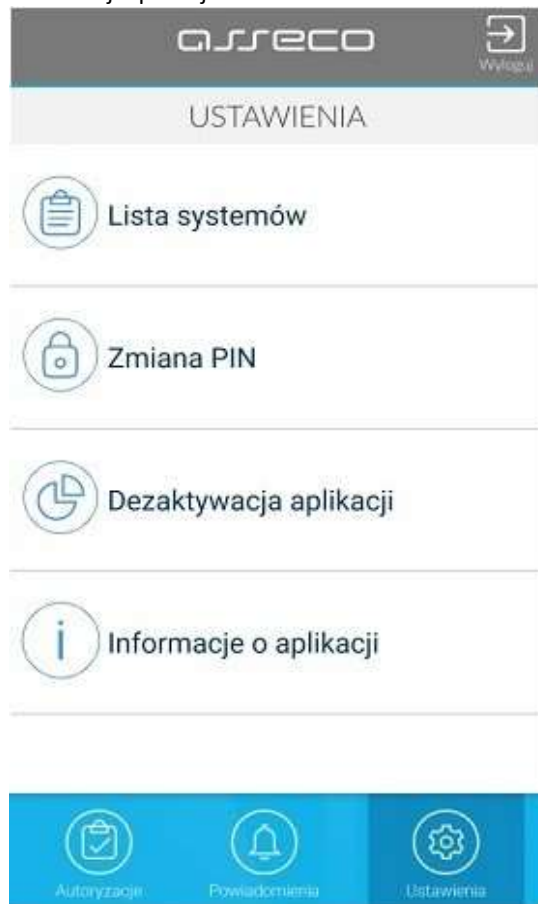 asseco
Wyloguj
USTAWIENIA
Lista systemów
Zmiana PIN
Dezaktywacja aplikacji
Informacje o aplikacji
Autoryzacje
Powiadomienia
Ustawienia